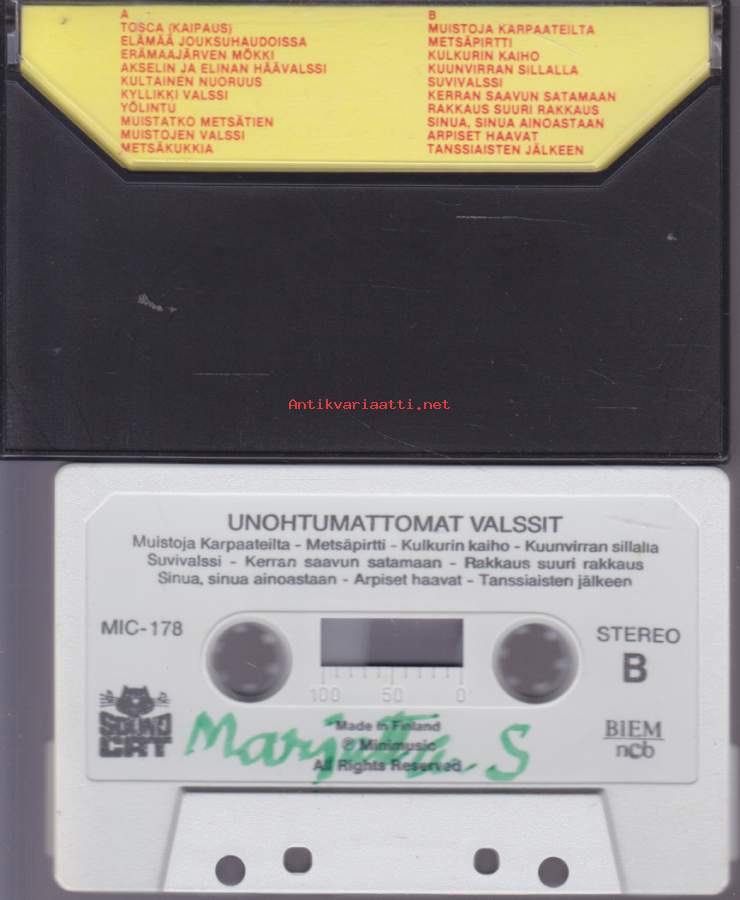 A
TOSCA (KAIPAUS)
ELÄMÄÄ JOUKSUHAUDOISSA
ERÄMAAJÄRVEN MÖKKI
AKSELIN JA ELINAN HÄÄVALSSI
KULTAINEN NUORUUS
KYLLIKKI VALSSI
YÖLINTU
MUISTATKO METSÄTIEN
MUISTOJEN VALSSI
METSÄKUKKIA
B
MUISTOJA KARPAATEILTA
METSÄPIRTTI
KULKURIN KAIHO
KUUNVIRRAN SILLALLA
SUVIVALSSI
KERRAN SAAVUN SATAMAAN
RAKKAUS SUURI RAKKAUS
SINUA, SINUA AINOASTAAN
ARPISET HAAVAT
TANSSIAISTEN JÄLKEEN
Antikvariaatti.net
UNOHTUMATTOMAT VALSSIT
Muistoja Karpaateilta - Metsäpirtti - Kulkurin kaiho - Kuunvirran sillalla
Suvivalssi - Kerran saavun satamaan - Rakkaus suuri rakkaus
Sinua, sinua ainoastaan - Arpiset haavat - Tanssiaisten jälkeen
MIC-178
STEREO
B
100 50 0
SOUND
CAT
Made in Finland
℗ Minimusic
All Rights Reserved
Marjatta S
BIEM
ncb